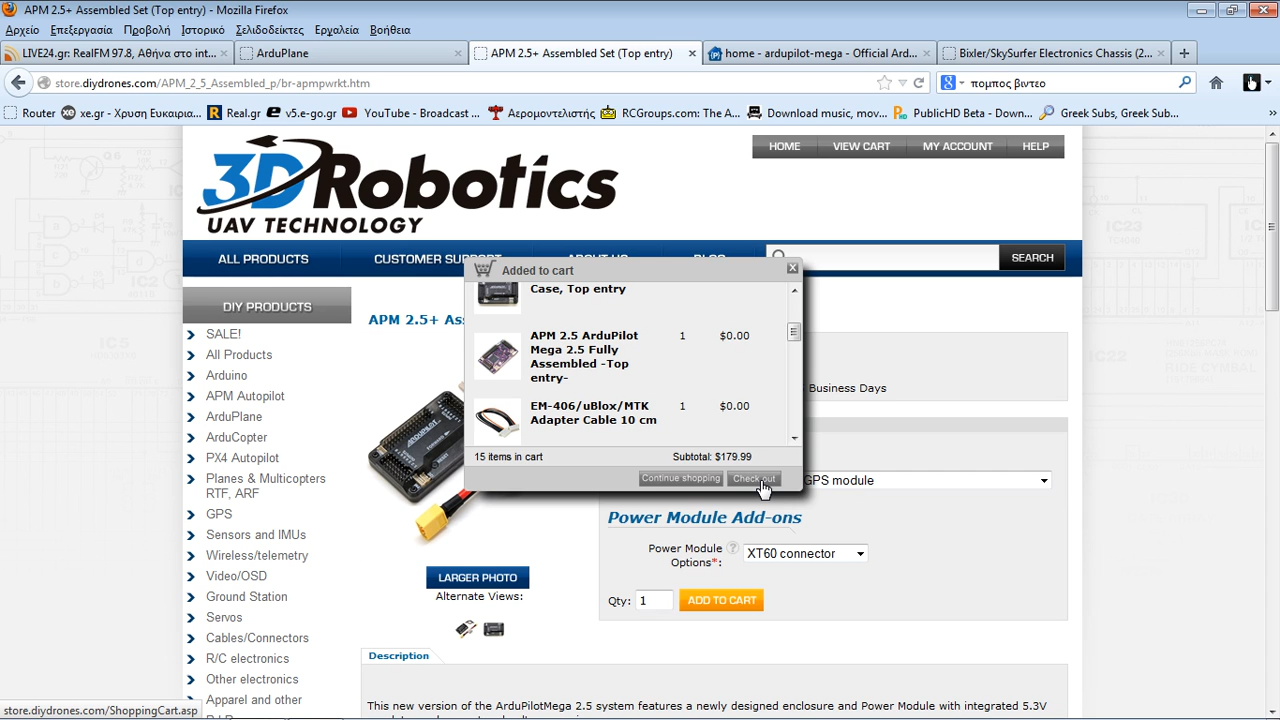 APM 2.5+ Assembled Set (Top entry) - Mozilla Firefox
Αρχείο Επεξεργασία Προβολή Ιστορικό Σελιδοδείκτες Εργαλεία Βοήθεια
LIVE24.gr: RealFM 97.8, Αθήνα στο int... × ArduPlane × APM 2.5+ Assembled Set (Top entry) × home - ardupilot-mega - Official Ard... × Bixler/SkySurfer Electronics Chassis (2... × +
store.diydrones.com/APM_2_5_Assembled_p/br-apmpwrkt.htm πομπος βιντεο
Router xe.gr - Χρυση Ευκαιρια... Real.gr v5.e-go.gr YouTube - Broadcast ... Αερομοντελιστής RCGroups.com: The A... Download music, mov... PublicHD Beta - Down... Greek Subs, Greek Sub... »
3DRobotics
UAV TECHNOLOGY
HOME VIEW CART MY ACCOUNT HELP
ALL PRODUCTS CUSTOMER SUPPORT ABOUT US BLOG SEARCH
DIY PRODUCTS
SALE!
All Products
Arduino
APM Autopilot
ArduPlane
ArduCopter
PX4 Autopilot
Planes & Multicopters
RTF, ARF
GPS
Sensors and IMUs
Wireless/telemetry
Video/OSD
Ground Station
Servos
Cables/Connectors
R/C electronics
Other electronics
Apparel and other
APM 2.5+ Ass
Added to cart
Case, Top entry
APM 2.5 ArduPilot 1 $0.00
Mega 2.5 Fully
Assembled -Top
entry-
EM-406/uBlox/MTK 1 $0.00
Adapter Cable 10 cm
15 items in cart Subtotal: $179.99
Continue shopping Check out
Business Days
GPS module
Power Module Add-ons
Power Module ? XT60 connector
Options*:
Qty: 1 ADD TO CART
LARGER PHOTO
Alternate Views:
Description
This new version of the ArduPilotMega 2.5 system features a newly designed enclosure and Power Module with integrated 5.3V
store.diydrones.com/ShoppingCart.asp